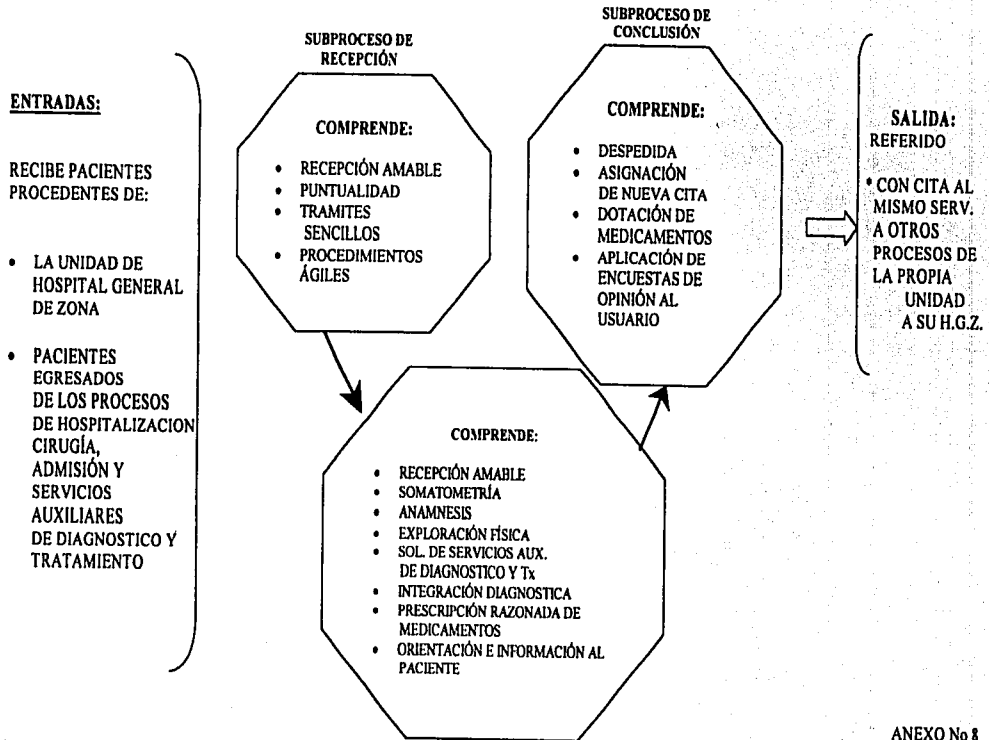 ENTRADAS:
RECIBE PACIENTES
PROCEDENTES DE:
• LA UNIDAD DE
HOSPITAL GENERAL
DE ZONA
• PACIENTES
EGRESADOS
DE LOS PROCESOS
DE HOSPITALIZACION
CIRUGÍA,
ADMISIÓN Y
SERVICIOS
AUXILIARES
DE DIAGNOSTICO Y
TRATAMIENTO
SUBPROCESO DE
RECEPCIÓN
COMPRENDE:
• RECEPCIÓN AMABLE
• PUNTUALIDAD
• TRAMITES
SENCILLOS
• PROCEDIMIENTOS
ÁGILES
COMPRENDE:
• RECEPCIÓN AMABLE
• SOMATOMETRÍA
• ANAMNESIS
• EXPLORACIÓN FÍSICA
• SOL. DE SERVICIOS AUX.
DE DIAGNOSTICO Y Tx
• INTEGRACIÓN DIAGNOSTICA
• PRESCRIPCIÓN RAZONADA DE
MEDICAMENTOS
• ORIENTACIÓN E INFORMACIÓN AL
PACIENTE
SUBPROCESO DE
CONCLUSIÓN
COMPRENDE:
• DESPEDIDA
• ASIGNACIÓN
DE NUEVA CITA
• DOTACIÓN DE
MEDICAMENTOS
• APLICACIÓN DE
ENCUESTAS DE
OPINIÓN AL
USUARIO
SALIDA:
REFERIDO
• CON CITA AL
MISMO SERV.
A OTROS
PROCESOS DE
LA PROPIA
UNIDAD
A SU H.G.Z.
ANEXO No 8